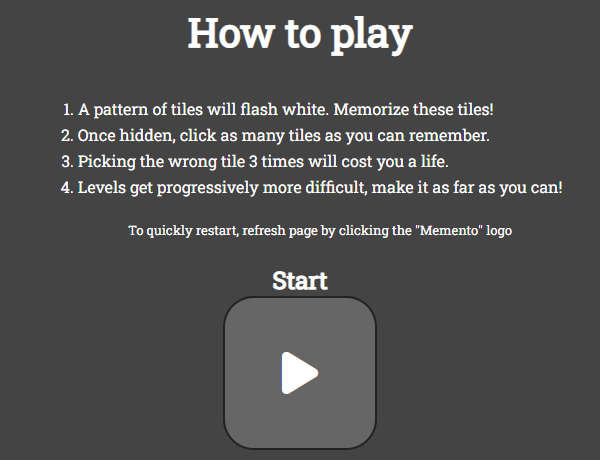 How to play
1. A pattern of tiles will flash white. Memorize these tiles!
2. Once hidden, click as many tiles as you can remember.
3. Picking the wrong tile 3 times will cost you a life.
4. Levels get progressively more difficult, make it as far as you can!
To quickly restart, refresh page by clicking the "Memento" logo
Start